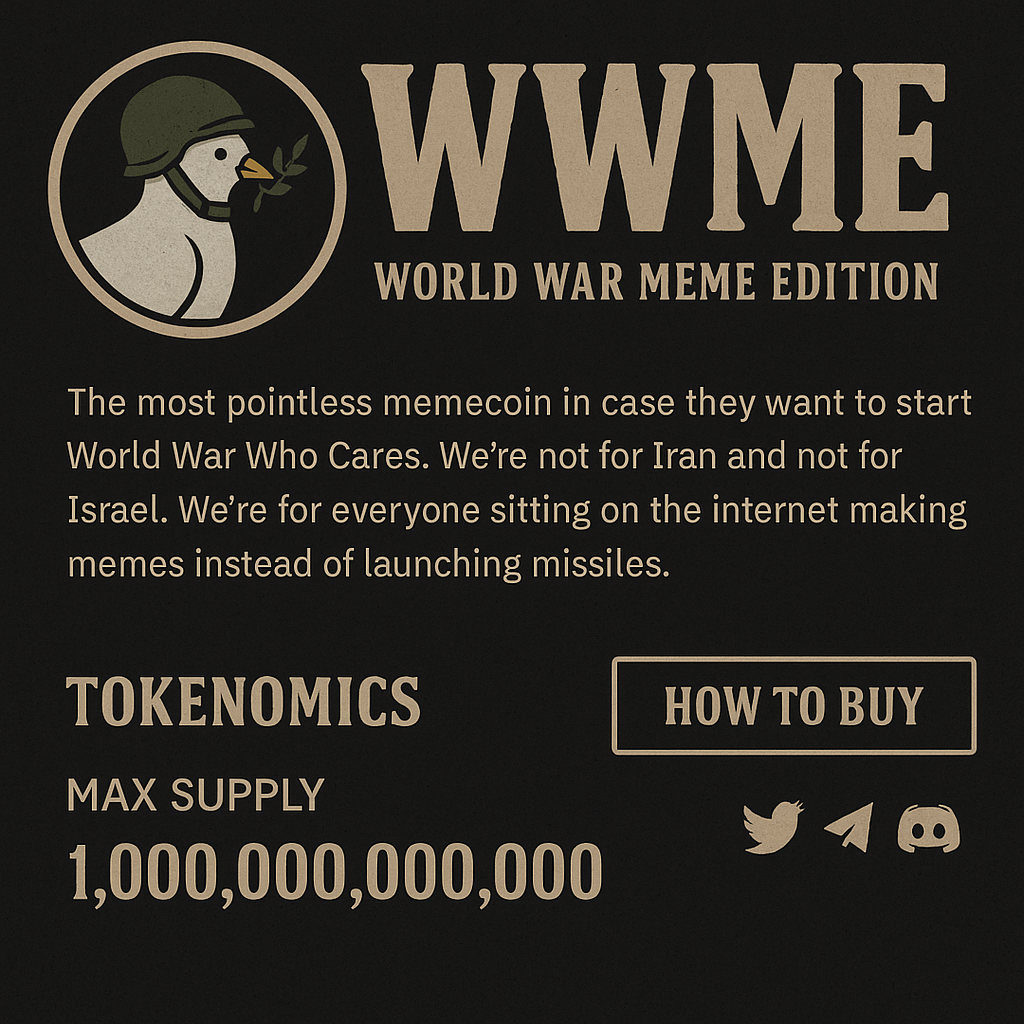 WWME
WORLD WAR MEME EDITION
The most pointless memecoin in case they want to start
World War Who Cares. We’re not for Iran and not for
Israel. We’re for everyone sitting on the internet making
memes instead of launching missiles.
TOKENOMICS
HOW TO BUY
MAX SUPPLY
1,000,000,000,000